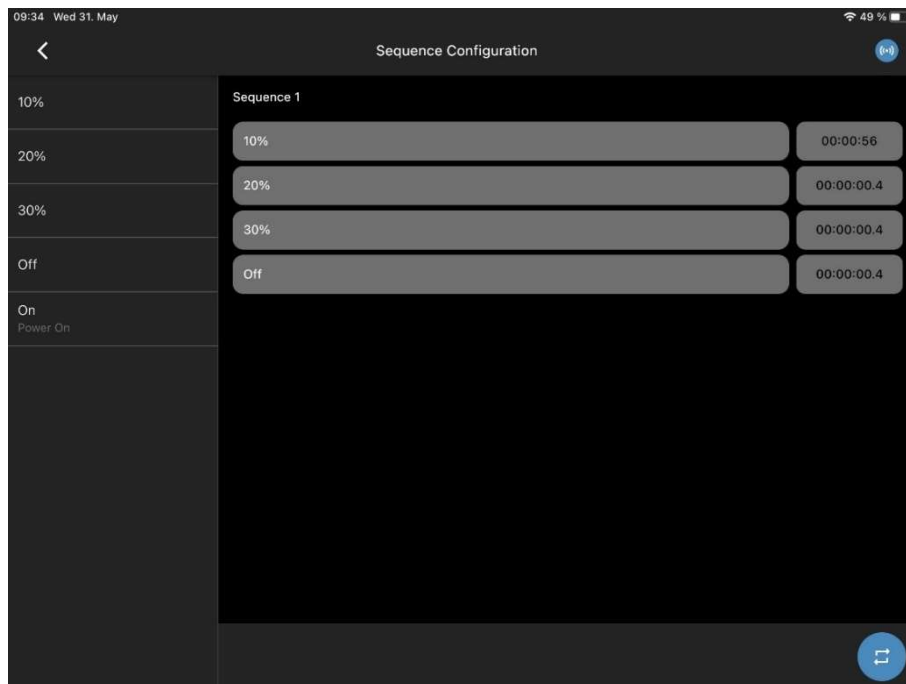 09:34 Wed 31. May
49 %
Sequence Configuration
10%
20%
30%
Off
On
Power On
Sequence 1
10% 00:00:56
20% 00:00:00.4
30% 00:00:00.4
Off 00:00:00.4